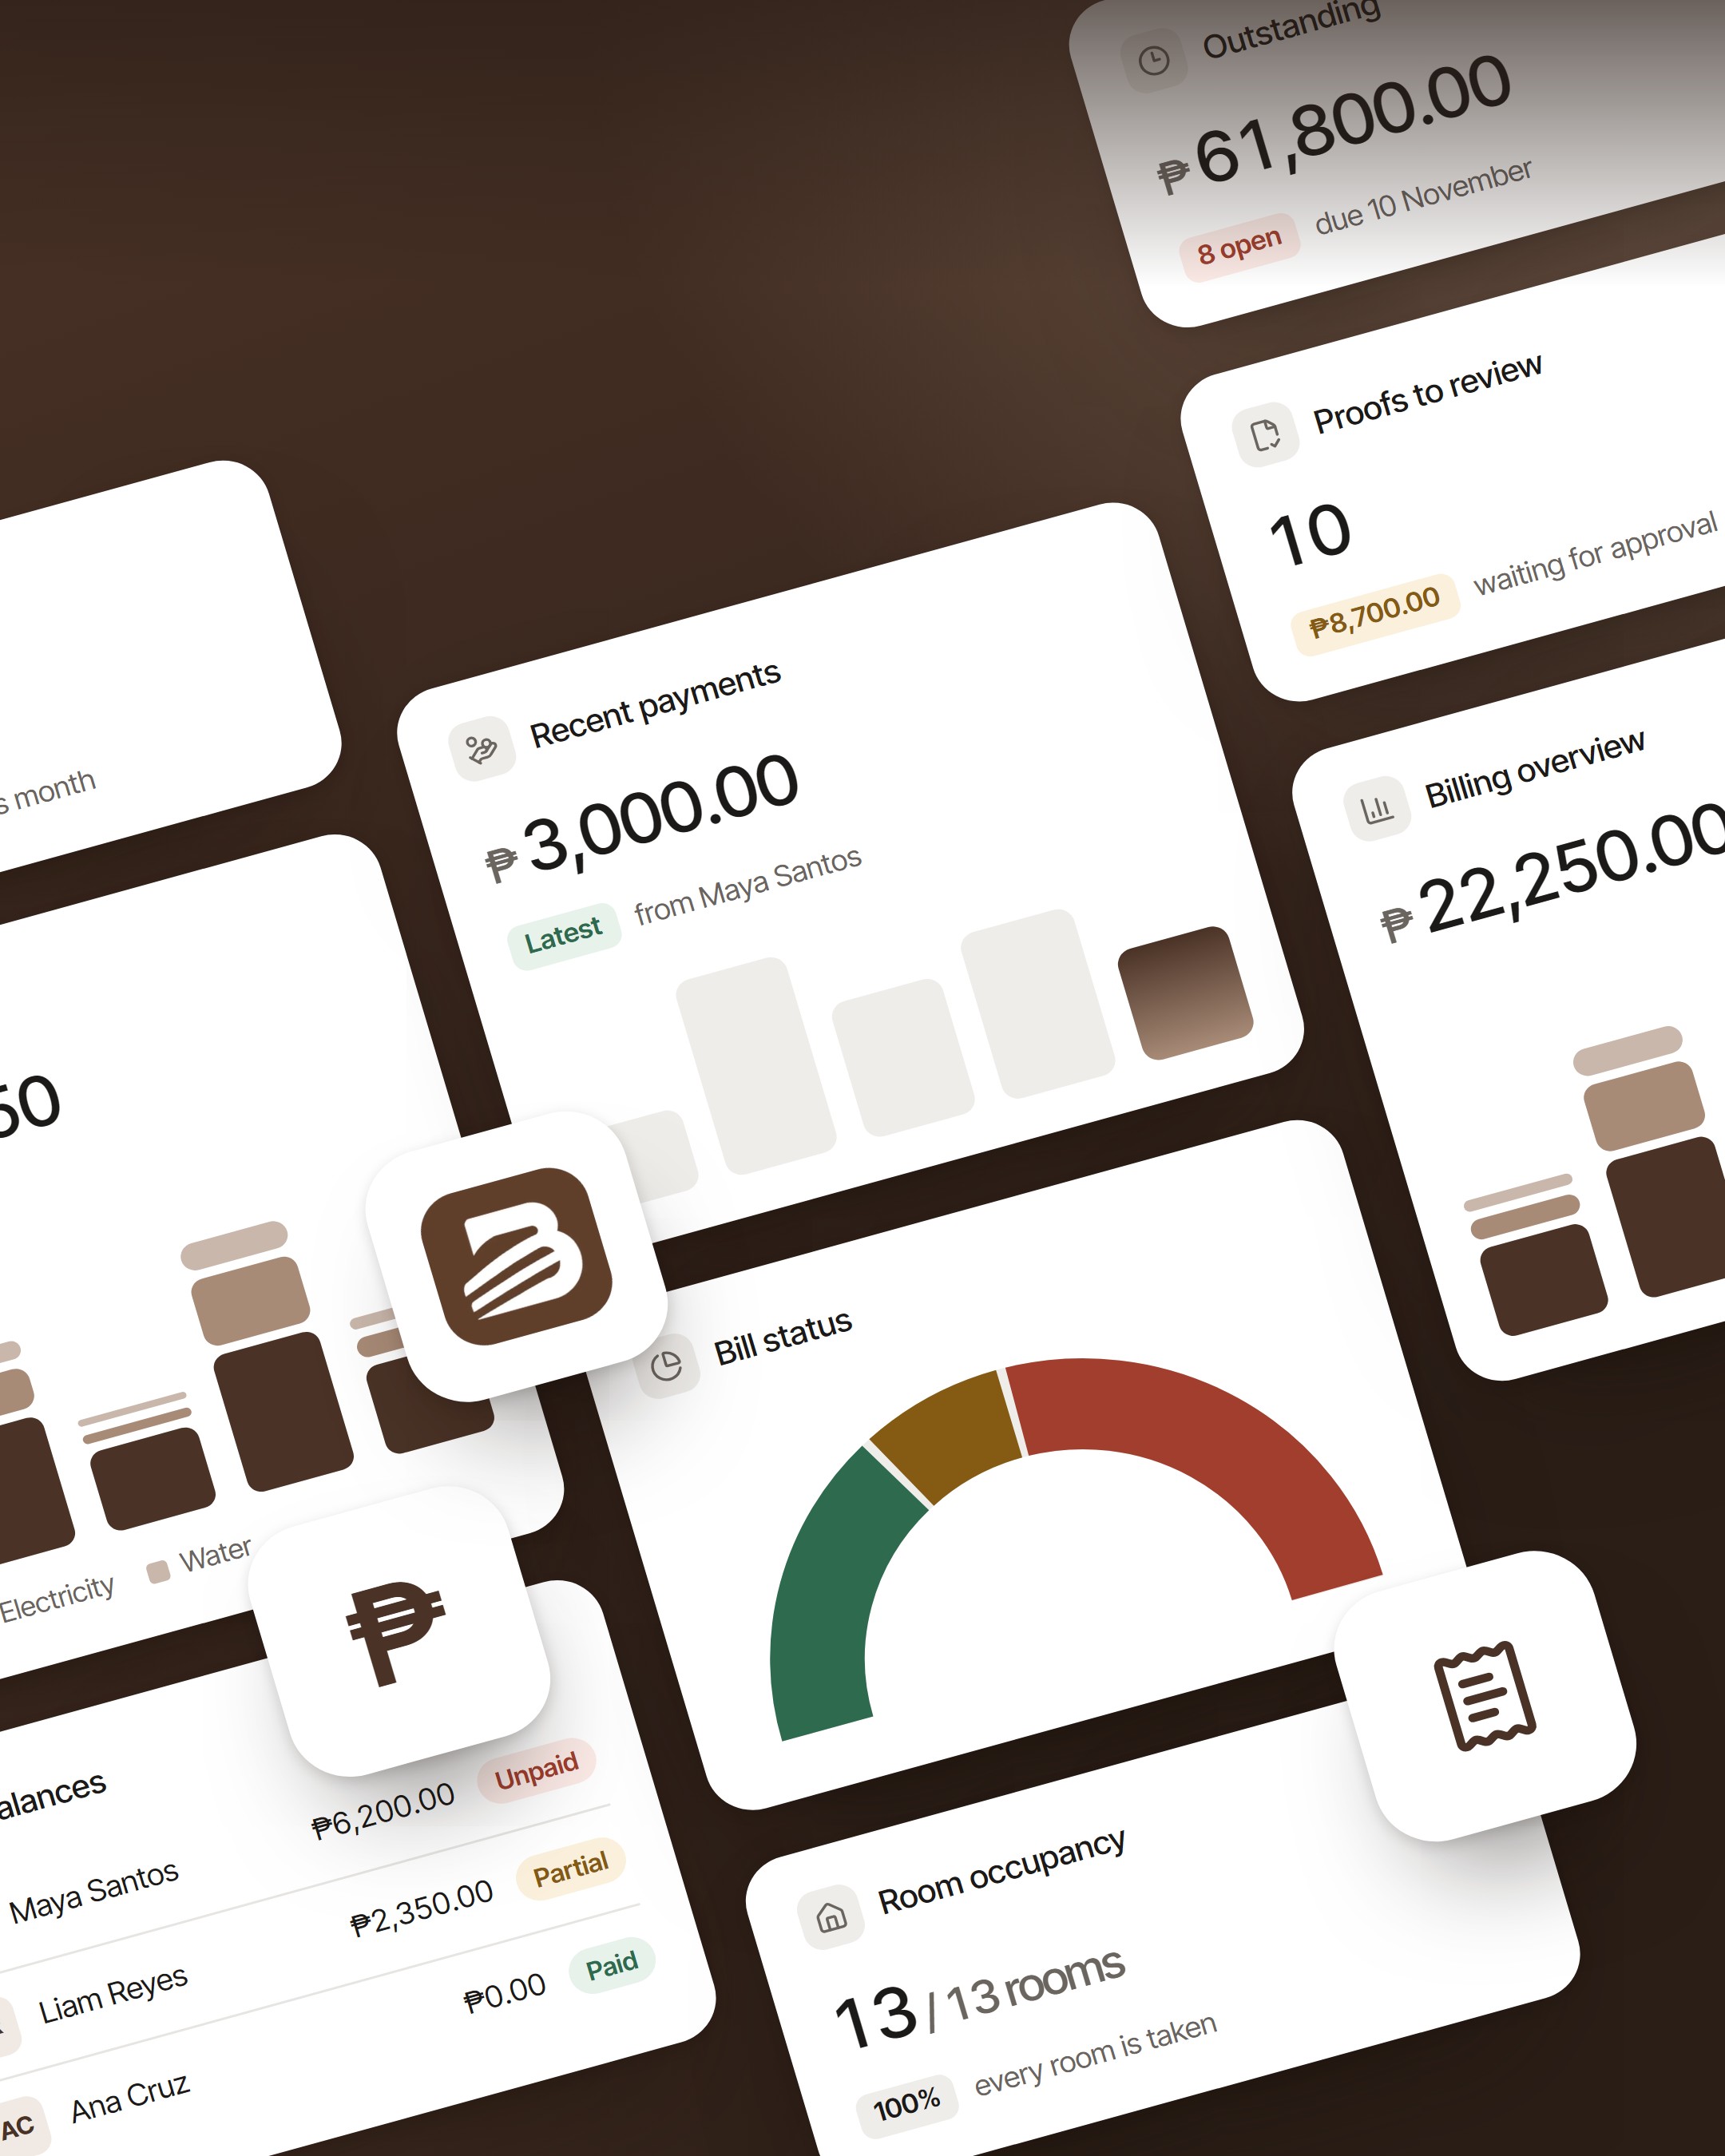 Outstanding
₱61,800.00
8 open due 10 November
Proofs to review
10
₱8,700.00 waiting for approval
Billing overview
₱22,250.00
month
50
Electricity Water
Recent payments
₱3,000.00
Latest from Maya Santos
Bill status
Maya Santos ₱6,200.00 Unpaid
Liam Reyes ₱2,350.00 Partial
AC Ana Cruz ₱0.00 Paid
₱
Room occupancy
13 / 13 rooms
100% every room is taken